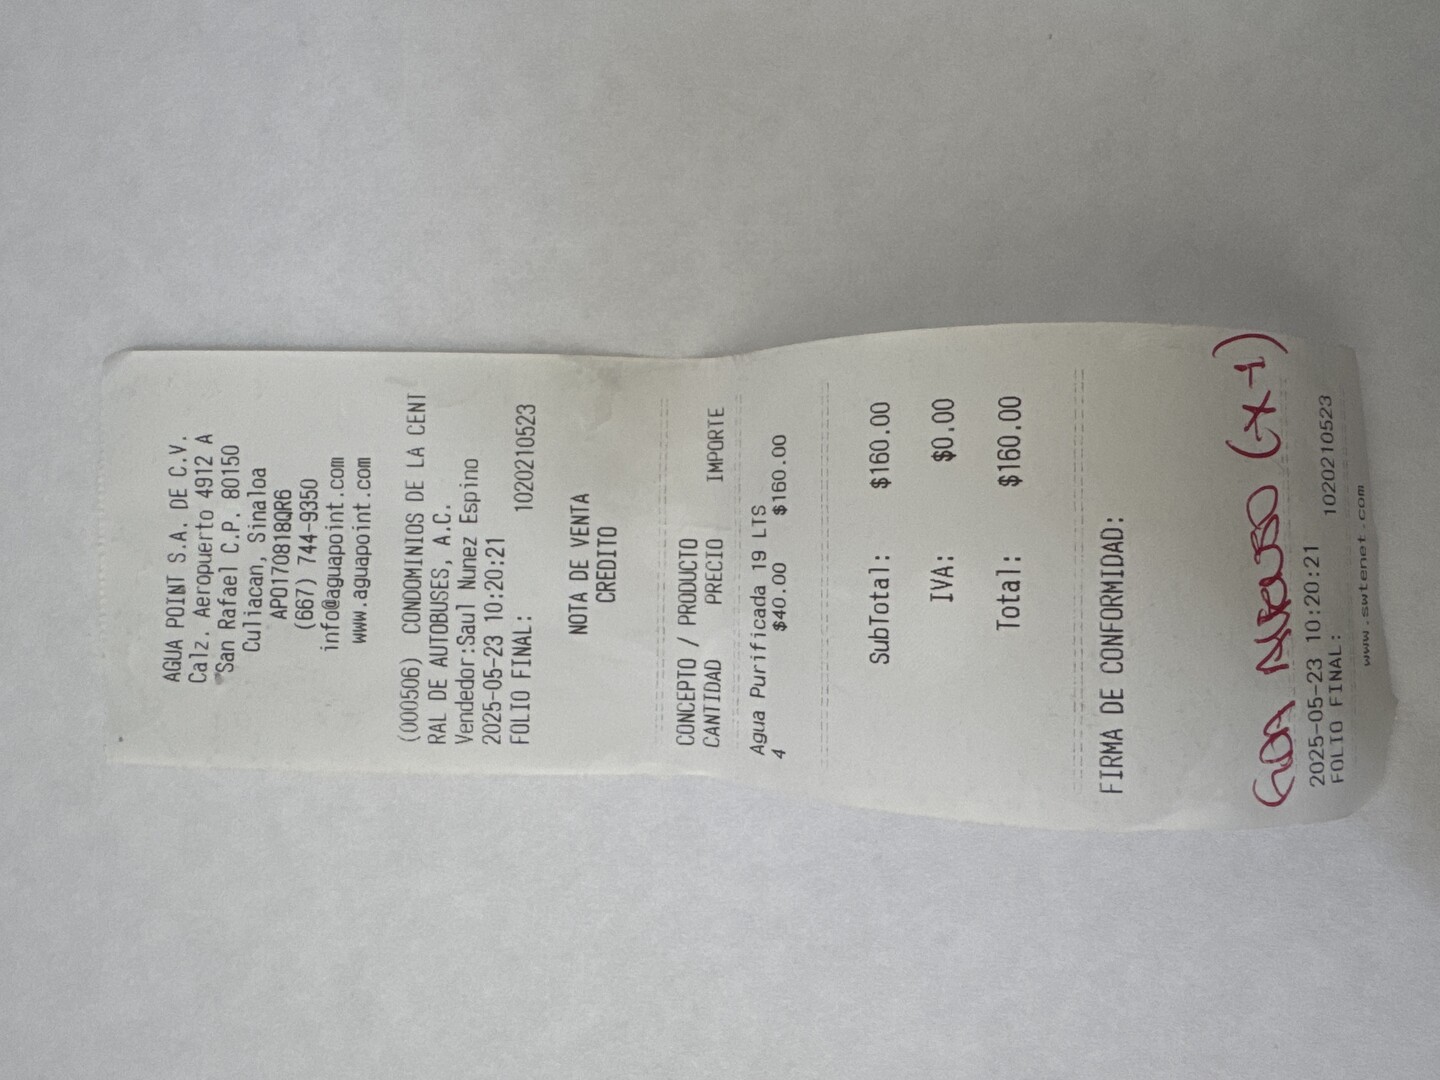 AGUA POINT S.A. DE C.V.
Calz. Aeropuerto 4912 A
San Rafael C.P. 80150
Culiacan, Sinaloa
APO170818QR6
(667) 744-9350
info@aguapoint.com
www.aguapoint.com
(000506) CONDOMINIOS DE LA CENT
RAL DE AUTOBUSES, A.C.
Vendedor:Saul Nunez Espino
2025-05-23 10:20:21
FOLIO FINAL: 1020210523
NOTA DE VENTA
CREDITO
CONCEPTO / PRODUCTO
CANTIDAD PRECIO IMPORTE
Agua Purificada 19 LTS
4 $40.00 $160.00
SubTotal: $160.00
IVA: $0.00
Total: $160.00
FIRMA DE CONFORMIDAD:
2025-05-23 10:20:21
FOLIO FINAL: 1020210523
www.swtenet.com